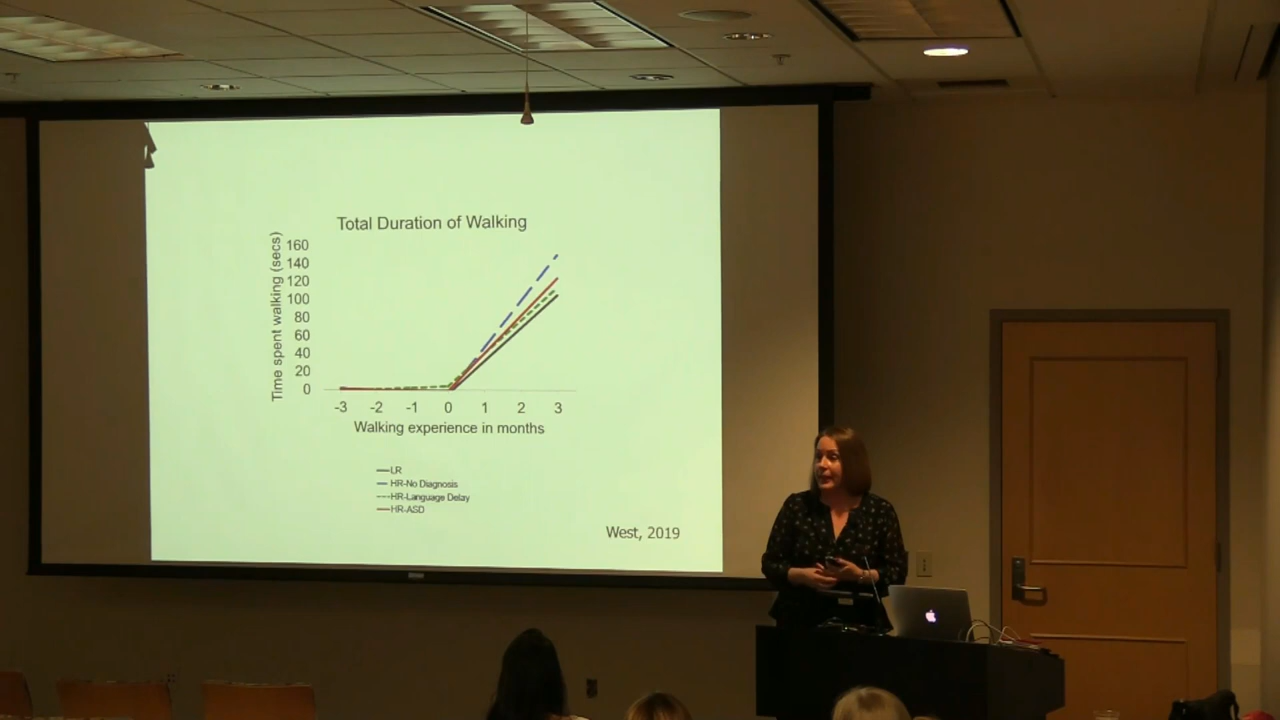 Total Duration of Walking
Time spent walking (secs)
160
140
120
100
80
60
40
20
0
-3 -2 -1 0 1 2 3
Walking experience in months
LR
HR-No Diagnosis
HR-Language Delay
HR-ASD
West, 2019